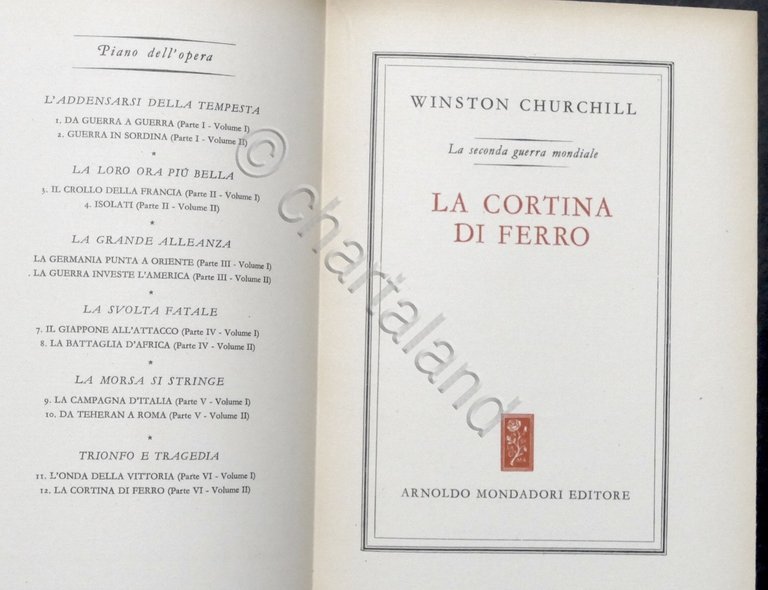 Piano dell'opera
L'ADDENSARSI DELLA TEMPESTA
1. DA GUERRA A GUERRA (Parte I - Volume I)
2. GUERRA IN SORDINA (Parte I - Volume II)
*
LA LORO ORA PIÚ BELLA
3. IL CROLLO DELLA FRANCIA (Parte II - Volume I)
4. ISOLATI (Parte II - Volume II)
*
LA GRANDE ALLEANZA
LA GERMANIA PUNTA A ORIENTE (Parte III - Volume I)
. LA GUERRA INVESTE L'AMERICA (Parte III - Volume II)
*
LA SVOLTA FATALE
7. IL GIAPPONE ALL'ATTACCO (Parte IV - Volume I)
8. LA BATTAGLIA D'AFRICA (Parte IV - Volume II)
*
LA MORSA SI STRINGE
9. LA CAMPAGNA D'ITALIA (Parte V - Volume I)
10. DA TEHERAN A ROMA (Parte V - Volume II)
*
TRIONFO E TRAGEDIA
11. L'ONDA DELLA VITTORIA (Parte VI - Volume I)
12. LA CORTINA DI FERRO (Parte VI - Volume II)
WINSTON CHURCHILL
La seconda guerra mondiale
LA CORTINA
DI FERRO
ARNOLDO MONDADORI EDITORE
© chartaland